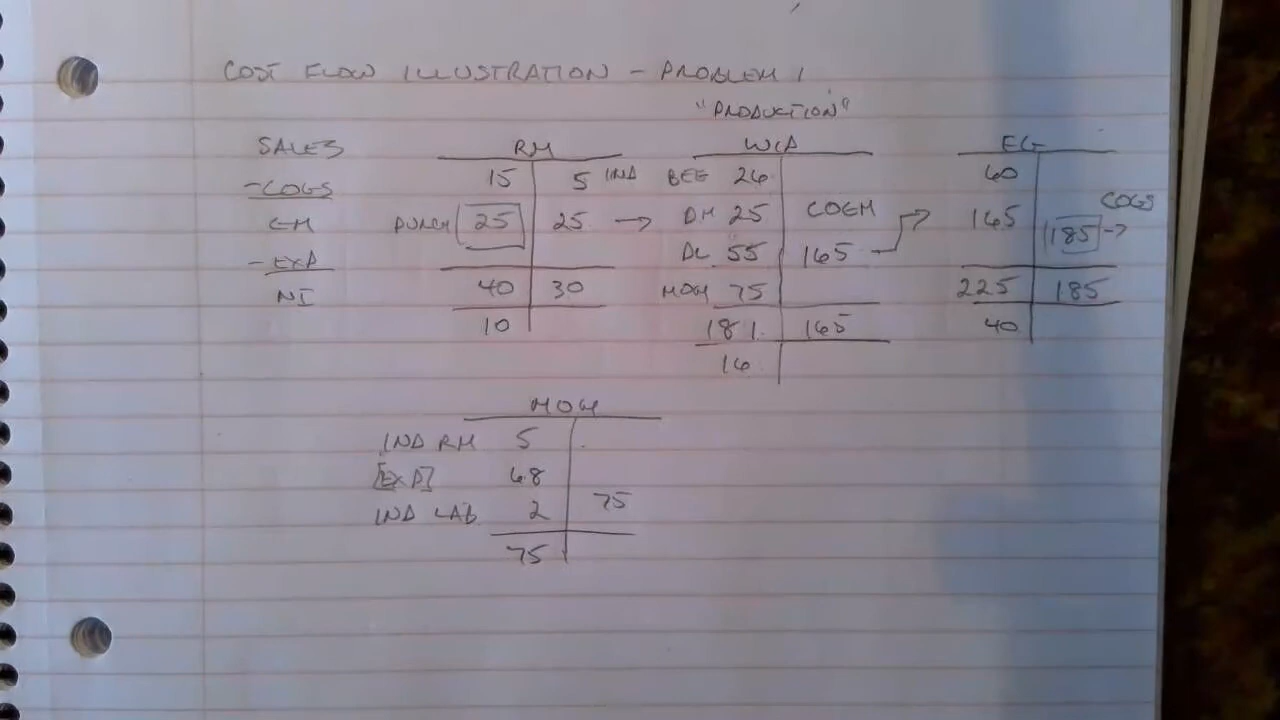 COST FLOW ILLUSTRATION - PROBLEM 1
"PRODUCTION"
SALES RM WIP FG
15 5 IND BEG 26 60
-COGS
GM PURCH 25 25 → DM 25 COGM 165 185 → COGS
-EXP DL 55 165
NI 40 30 MOH 75 225 185
10 181 165 40
16
MOH
IND RM 5
[EXP] 68
IND LAB 2 75
75